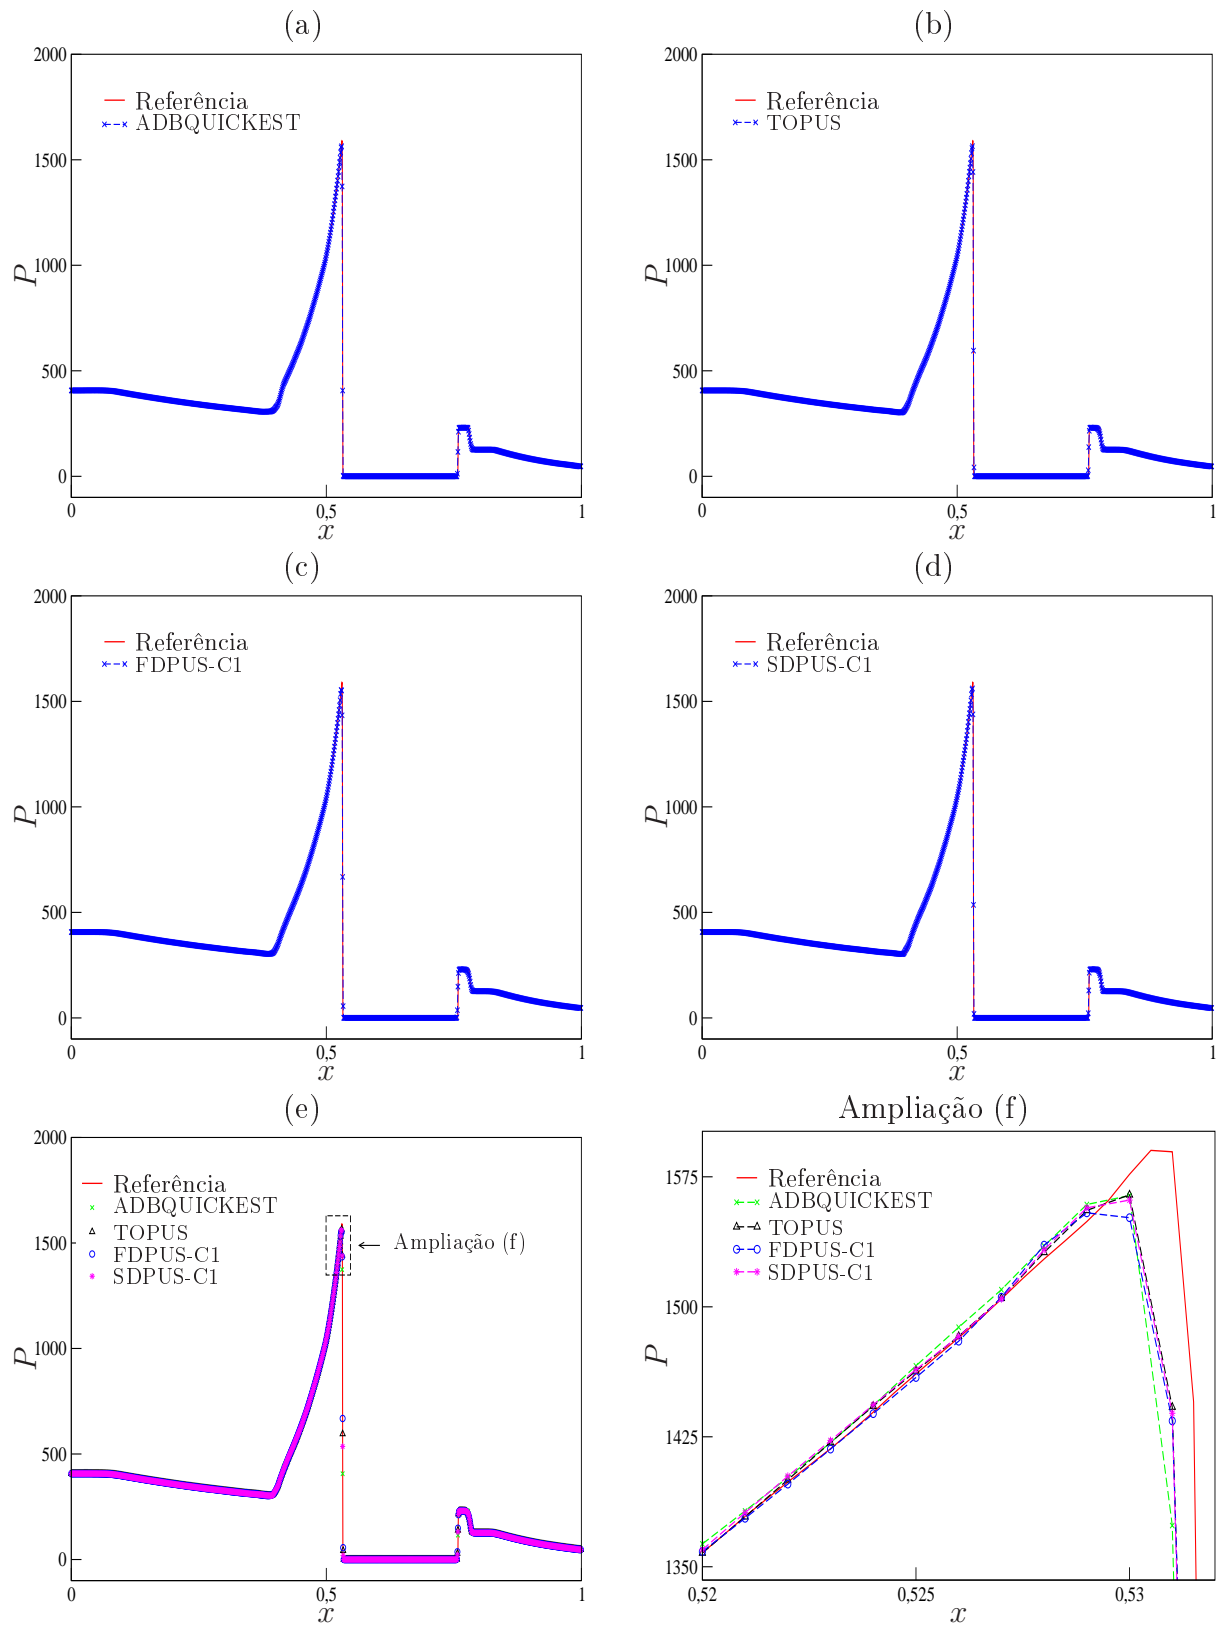 (a)
2000
1500
1000
500
0
P
Referência
ADBQUICKEST
0
0,5
1
x
(b)
2000
1500
1000
500
0
P
Referência
TOPUS
0
0,5
1
x
(c)
2000
1500
1000
500
0
P
Referência
FDPUS-C1
0
0,5
1
x
(d)
2000
1500
1000
500
0
P
Referência
SDPUS-C1
0
0,5
1
x
(e)
2000
1500
1000
500
0
P
Referência
ADBQUICKEST
TOPUS
FDPUS-C1
SDPUS-C1
Ampliação (f)
0
0,5
1
x
Ampliação (f)
1575
1500
1425
1350
P
Referência
ADBQUICKEST
TOPUS
FDPUS-C1
SDPUS-C1
0,52
0,525
0,53
x